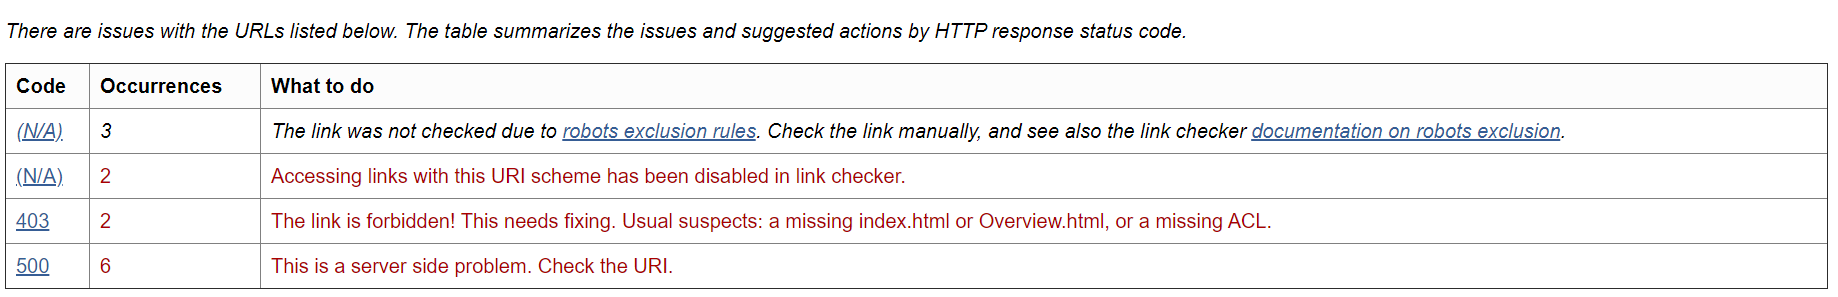 There are issues with the URLs listed below. The table summarizes the issues and suggested actions by HTTP response status code.
Code Occurrences What to do
(N/A) 3 The link was not checked due to robots exclusion rules. Check the link manually, and see also the link checker documentation on robots exclusion.
(N/A) 2 Accessing links with this URI scheme has been disabled in link checker.
403 2 The link is forbidden! This needs fixing. Usual suspects: a missing index.html or Overview.html, or a missing ACL.
500 6 This is a server side problem. Check the URI.